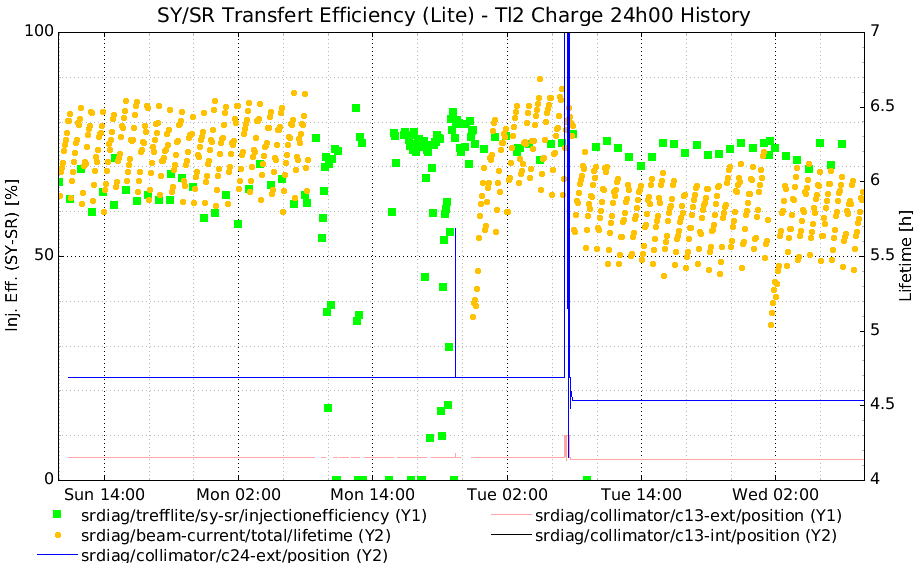 SY/SR Transfert Efficiency (Lite) - Tl2 Charge 24h00 History
100
50
0
Inj. Eff. (SY-SR) [%]
7
6.5
6
5.5
5
4.5
4
Lifetime [h]
Sun 14:00 Mon 02:00 Mon 14:00 Tue 02:00 Tue 14:00 Wed 02:00
srdiag/trefflite/sy-sr/injectionefficiency (Y1) srdiag/collimator/c13-ext/position (Y1)
srdiag/beam-current/total/lifetime (Y2) srdiag/collimator/c13-int/position (Y2)
srdiag/collimator/c24-ext/position (Y2)